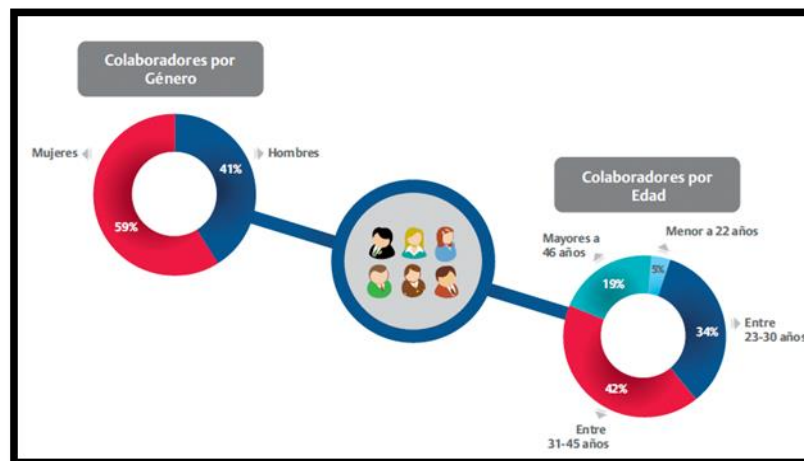 Colaboradores por
Género
Mujeres
Hombres
41%
59%
Colaboradores por
Edad
Mayores a
46 años
Menor a 22 años
5%
19%
34%
Entre
23-30 años
42%
Entre
31-45 años